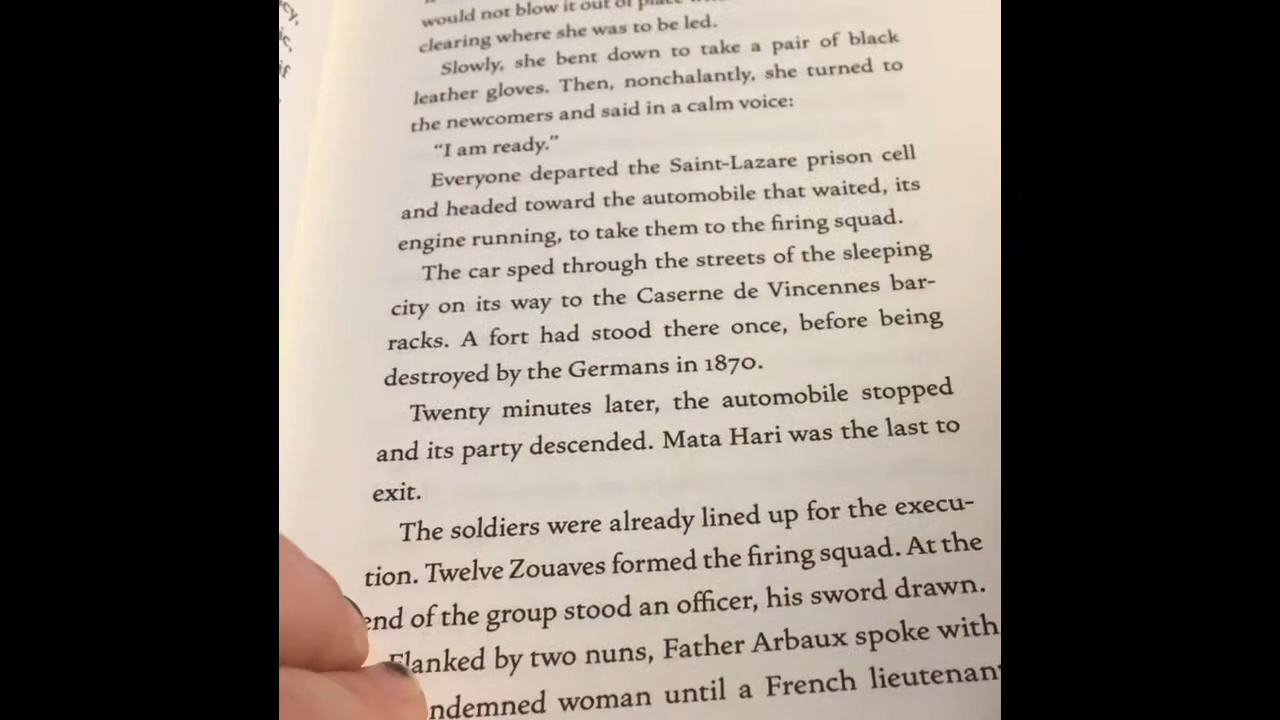 cy,
ic,
if
would not blow it out of place
clearing where she was to be led.
Slowly, she bent down to take a pair of black
leather gloves. Then, nonchalantly, she turned to
the newcomers and said in a calm voice:
“I am ready.”
Everyone departed the Saint-Lazare prison cell
and headed toward the automobile that waited, its
engine running, to take them to the firing squad.
The car sped through the streets of the sleeping
city on its way to the Caserne de Vincennes bar-
racks. A fort had stood there once, before being
destroyed by the Germans in 1870.
Twenty minutes later, the automobile stopped
and its party descended. Mata Hari was the last to
exit.
The soldiers were already lined up for the execu-
tion. Twelve Zouaves formed the firing squad. At the
end of the group stood an officer, his sword drawn.
Flanked by two nuns, Father Arbaux spoke with
ndemned woman until a French lieutenant